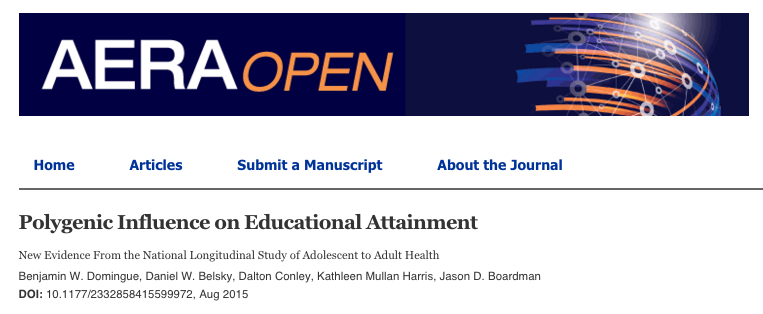 AERA OPEN
Home Articles Submit a Manuscript About the Journal
Polygenic Influence on Educational Attainment
New Evidence From the National Longitudinal Study of Adolescent to Adult Health
Benjamin W. Domingue, Daniel W. Belsky, Dalton Conley, Kathleen Mullan Harris, Jason D. Boardman
DOI: 10.1177/2332858415599972, Aug 2015